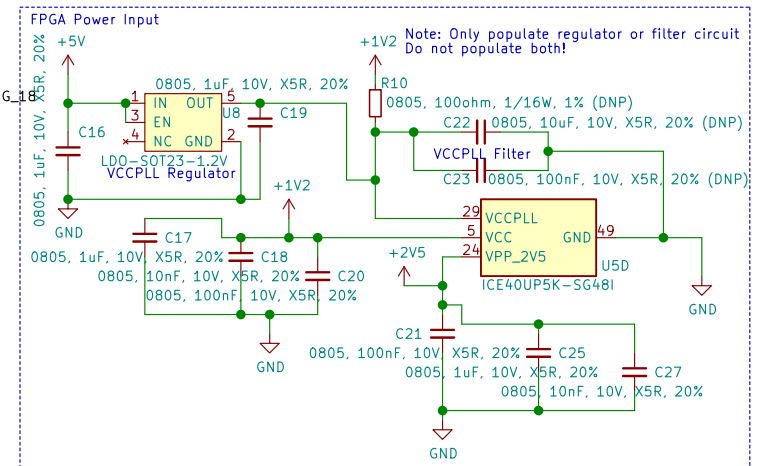 FPGA Power Input
Note: Only populate regulator or filter circuit
Do not populate both!
+5V
+1V2
0805, 1uF, 10V, X5R, 20%
R10
0805, 100ohm, 1/16W, 1% (DNP)
G_18
1 IN OUT 5
3 EN
4 NC GND 2
U8
C19
LDO-SOT23-1.2V
VCCPLL Regulator
C16
0805, 1uF, 10V, X5R, 20%
GND
C22
0805, 10uF, 10V, X5R, 20% (DNP)
VCCPLL Filter
C23
0805, 100nF, 10V, X5R, 20% (DNP)
+1V2
29 VCCPLL
5 VCC GND 49
24 VPP_2V5
U5D
ICE40UP5K-SG48I
C17
0805, 1uF, 10V, X5R, 20%
C18
0805, 10nF, 10V, X5R, 20%
C20
0805, 100nF, 10V, X5R, 20%
GND
+2V5
GND
C21
0805, 100nF, 10V, X5R, 20%
C25
0805, 1uF, 10V, X5R, 20%
C27
0805, 10nF, 10V, X5R, 20%
GND